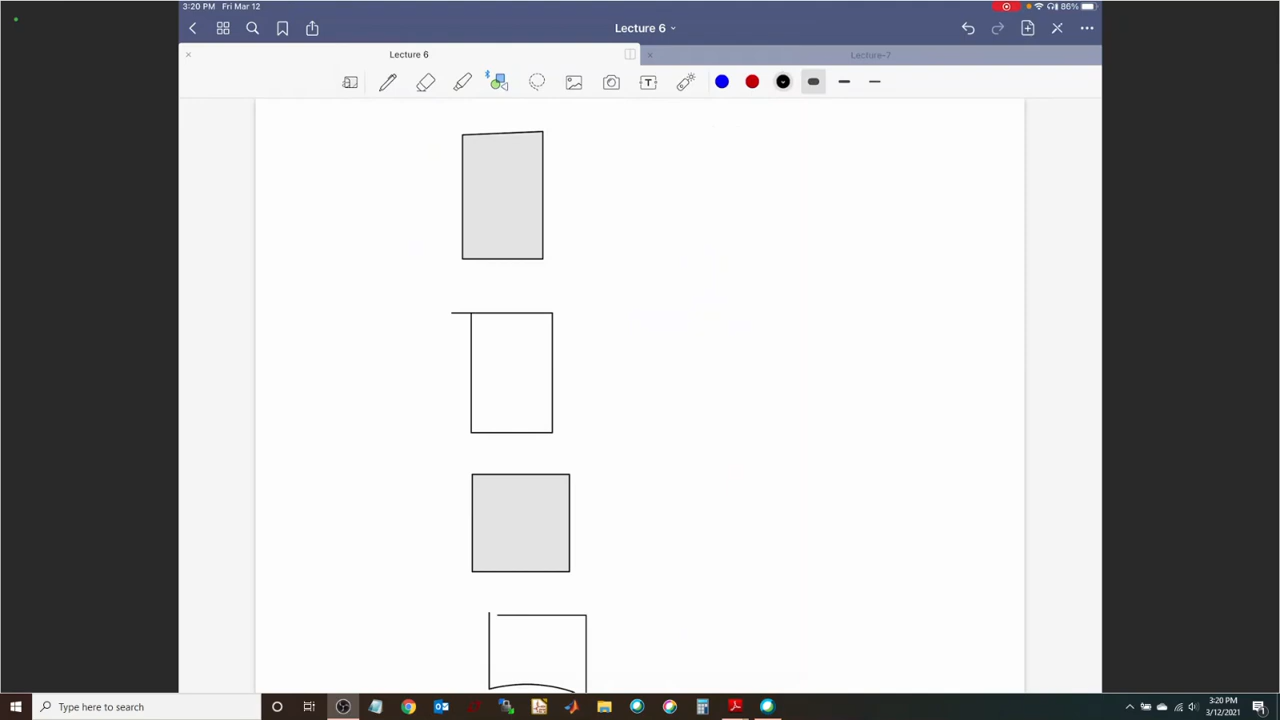 3:20 PM Fri Mar 12
86%
Lecture 6
Lecture 6
Lecture-7
T
Type here to search
3:20 PM
3/12/2021